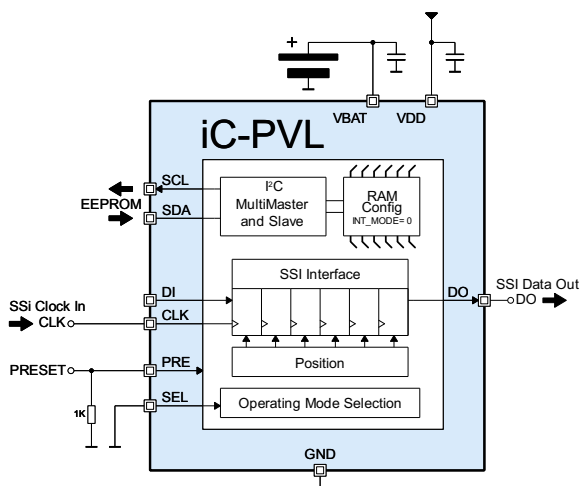 +
VBAT
VDD
iC-PVL
SCL
EEPROM
SDA
I²C
MultiMaster
and Slave
RAM
Config
INT_MODE= 0
SSI Interface
DI
SSi Clock In
CLK
CLK
DO
SSI Data Out
DO
Position
PRESET
PRE
1K
SEL
Operating Mode Selection
GND